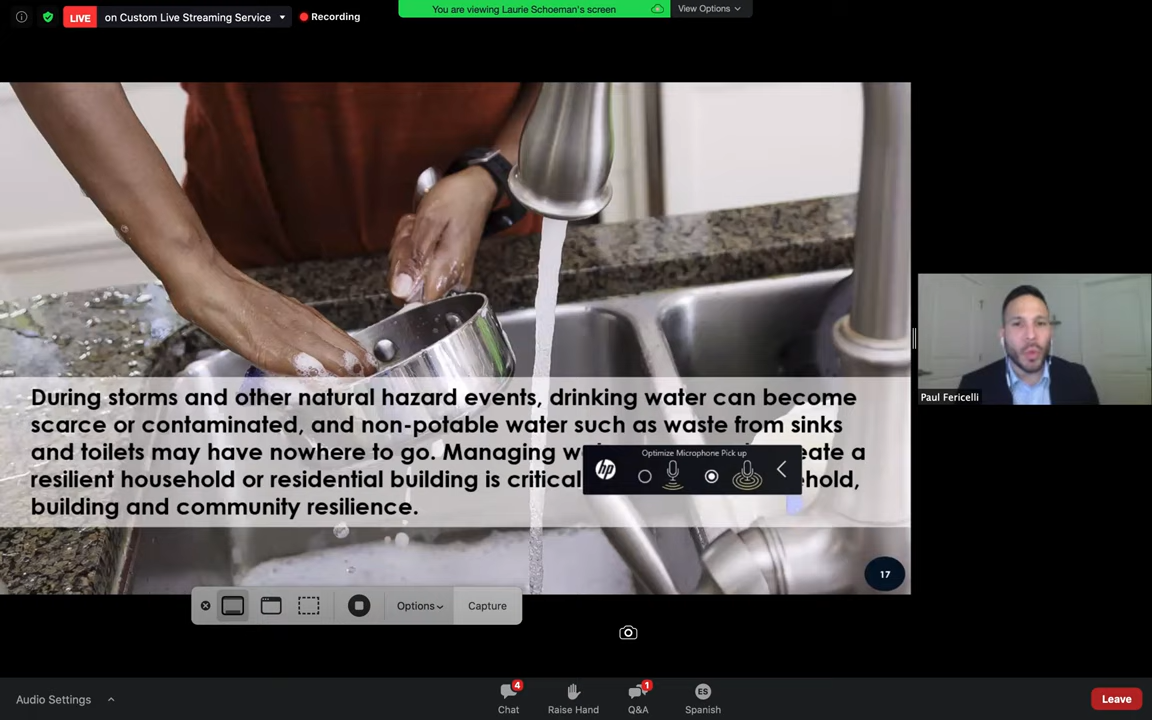 LIVE on Custom Live Streaming Service
Recording
You are viewing Laurie Schoeman's screen
View Options
During storms and other natural hazard events, drinking water can become
scarce or contaminated, and non-potable water such as waste from sinks
and toilets may have nowhere to go. Managing
resilient household or residential building is critical
building and community resilience.
Optimize Microphone Pick up
hp
17
Paul Fericelli
Options
Capture
Audio Settings
4
Chat
Raise Hand
1
Q&A
ES
Spanish
Leave